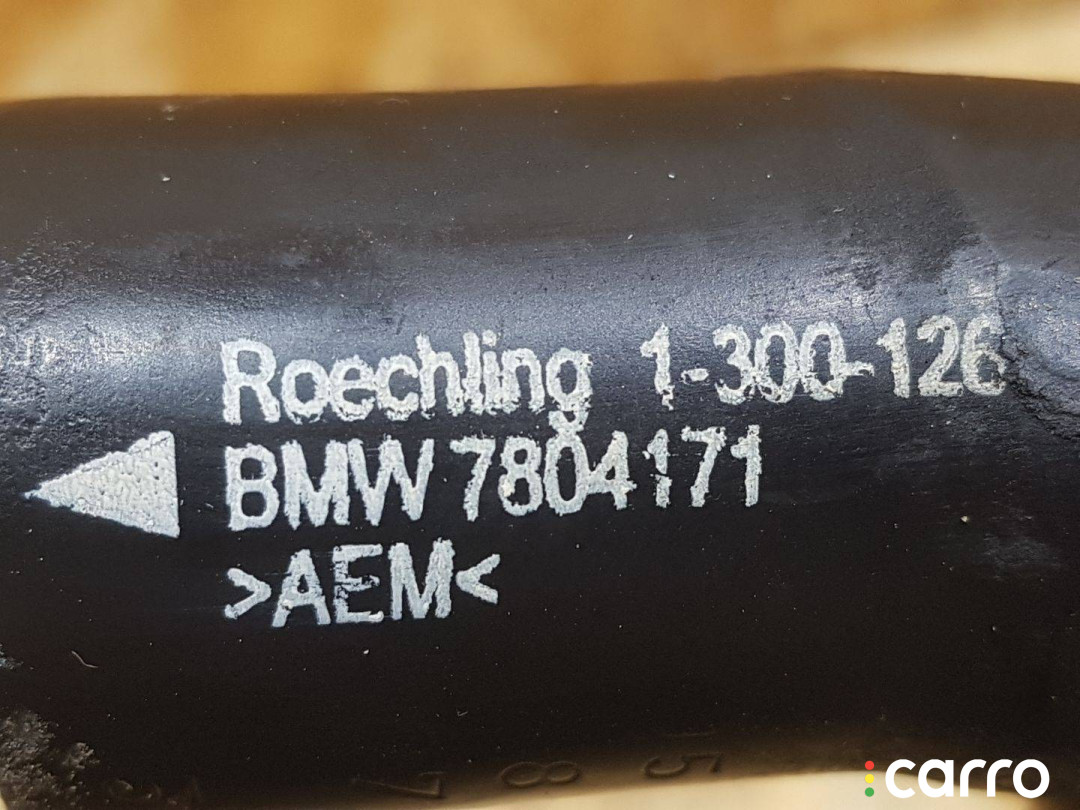 Roechling 1-300-126
BMW 7804171
>AEM<
carro